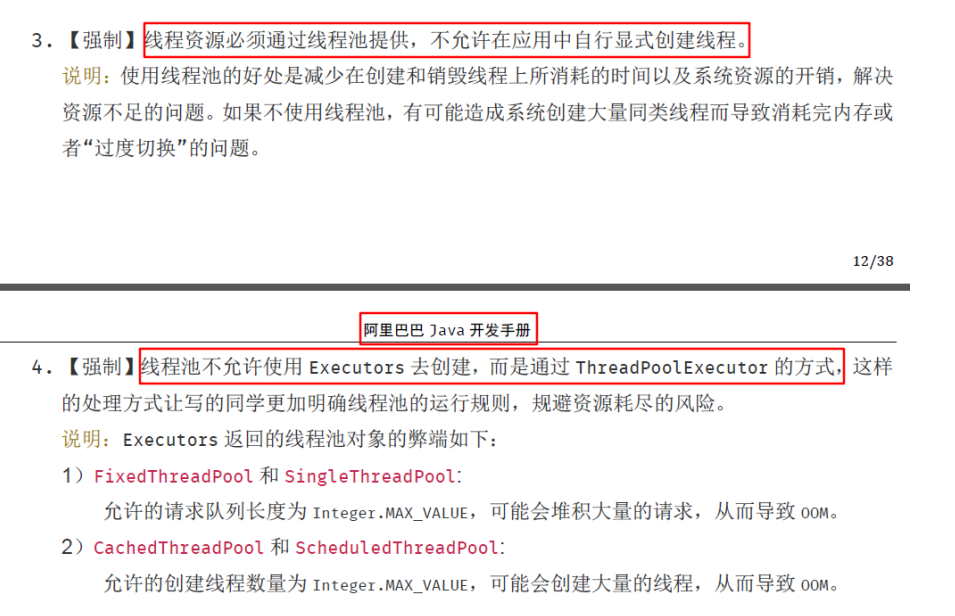 3. 【强制】线程资源必须通过线程池提供，不允许在应用中自行显式创建线程。
说明：使用线程池的好处是减少在创建和销毁线程上所消耗的时间以及系统资源的开销，解决
资源不足的问题。如果不使用线程池，有可能造成系统创建大量同类线程而导致消耗完内存或
者“过度切换”的问题。
12/38
阿里巴巴 Java 开发手册
4. 【强制】线程池不允许使用 Executors 去创建，而是通过 ThreadPoolExecutor 的方式，这样
的处理方式让写的同学更加明确线程池的运行规则，规避资源耗尽的风险。
说明：Executors 返回的线程池对象的弊端如下：
1）FixedThreadPool 和 SingleThreadPool:
允许的请求队列长度为 Integer.MAX_VALUE，可能会堆积大量的请求，从而导致 OOM。
2）CachedThreadPool 和 ScheduledThreadPool:
允许的创建线程数量为 Integer.MAX_VALUE，可能会创建大量的线程，从而导致 OOM。